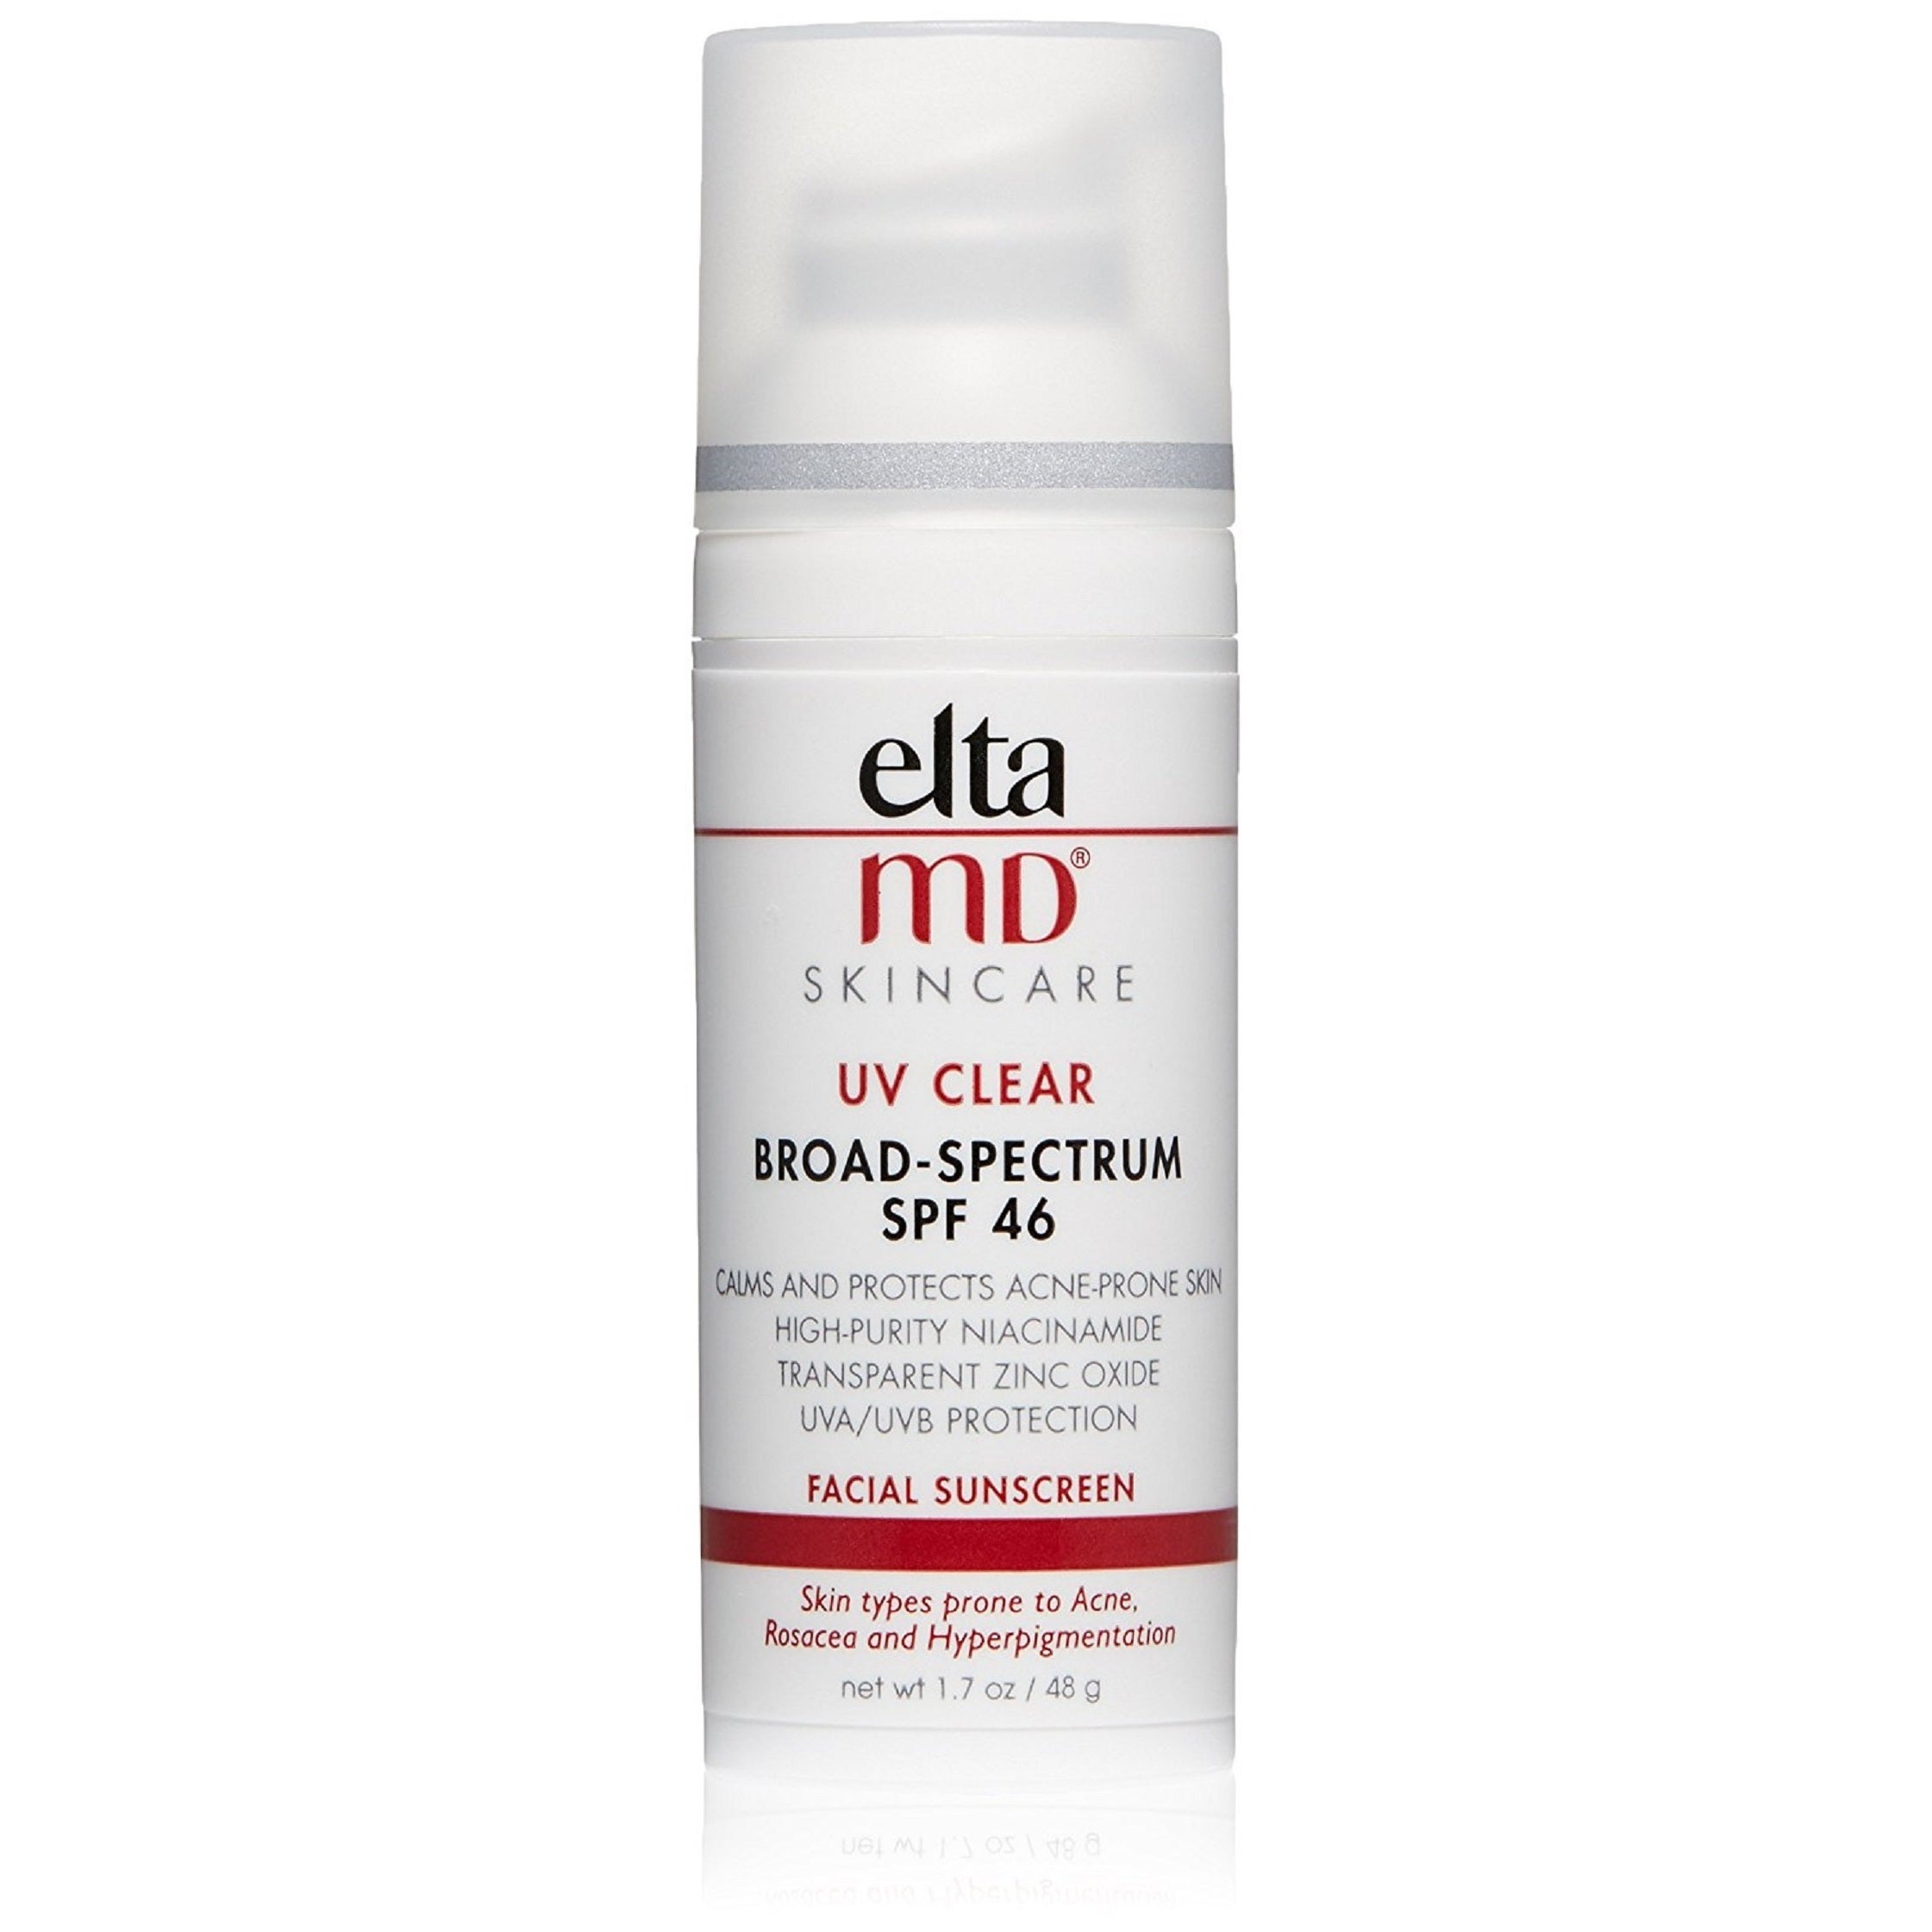 elta
MD®
SKINCARE
UV CLEAR
BROAD-SPECTRUM
SPF 46
CALMS AND PROTECTS ACNE-PRONE SKIN
HIGH-PURITY NIACINAMIDE
TRANSPARENT ZINC OXIDE
UVA/UVB PROTECTION
FACIAL SUNSCREEN
Skin types prone to Acne,
Rosacea and Hyperpigmentation
net wt 1.7 oz / 48 g